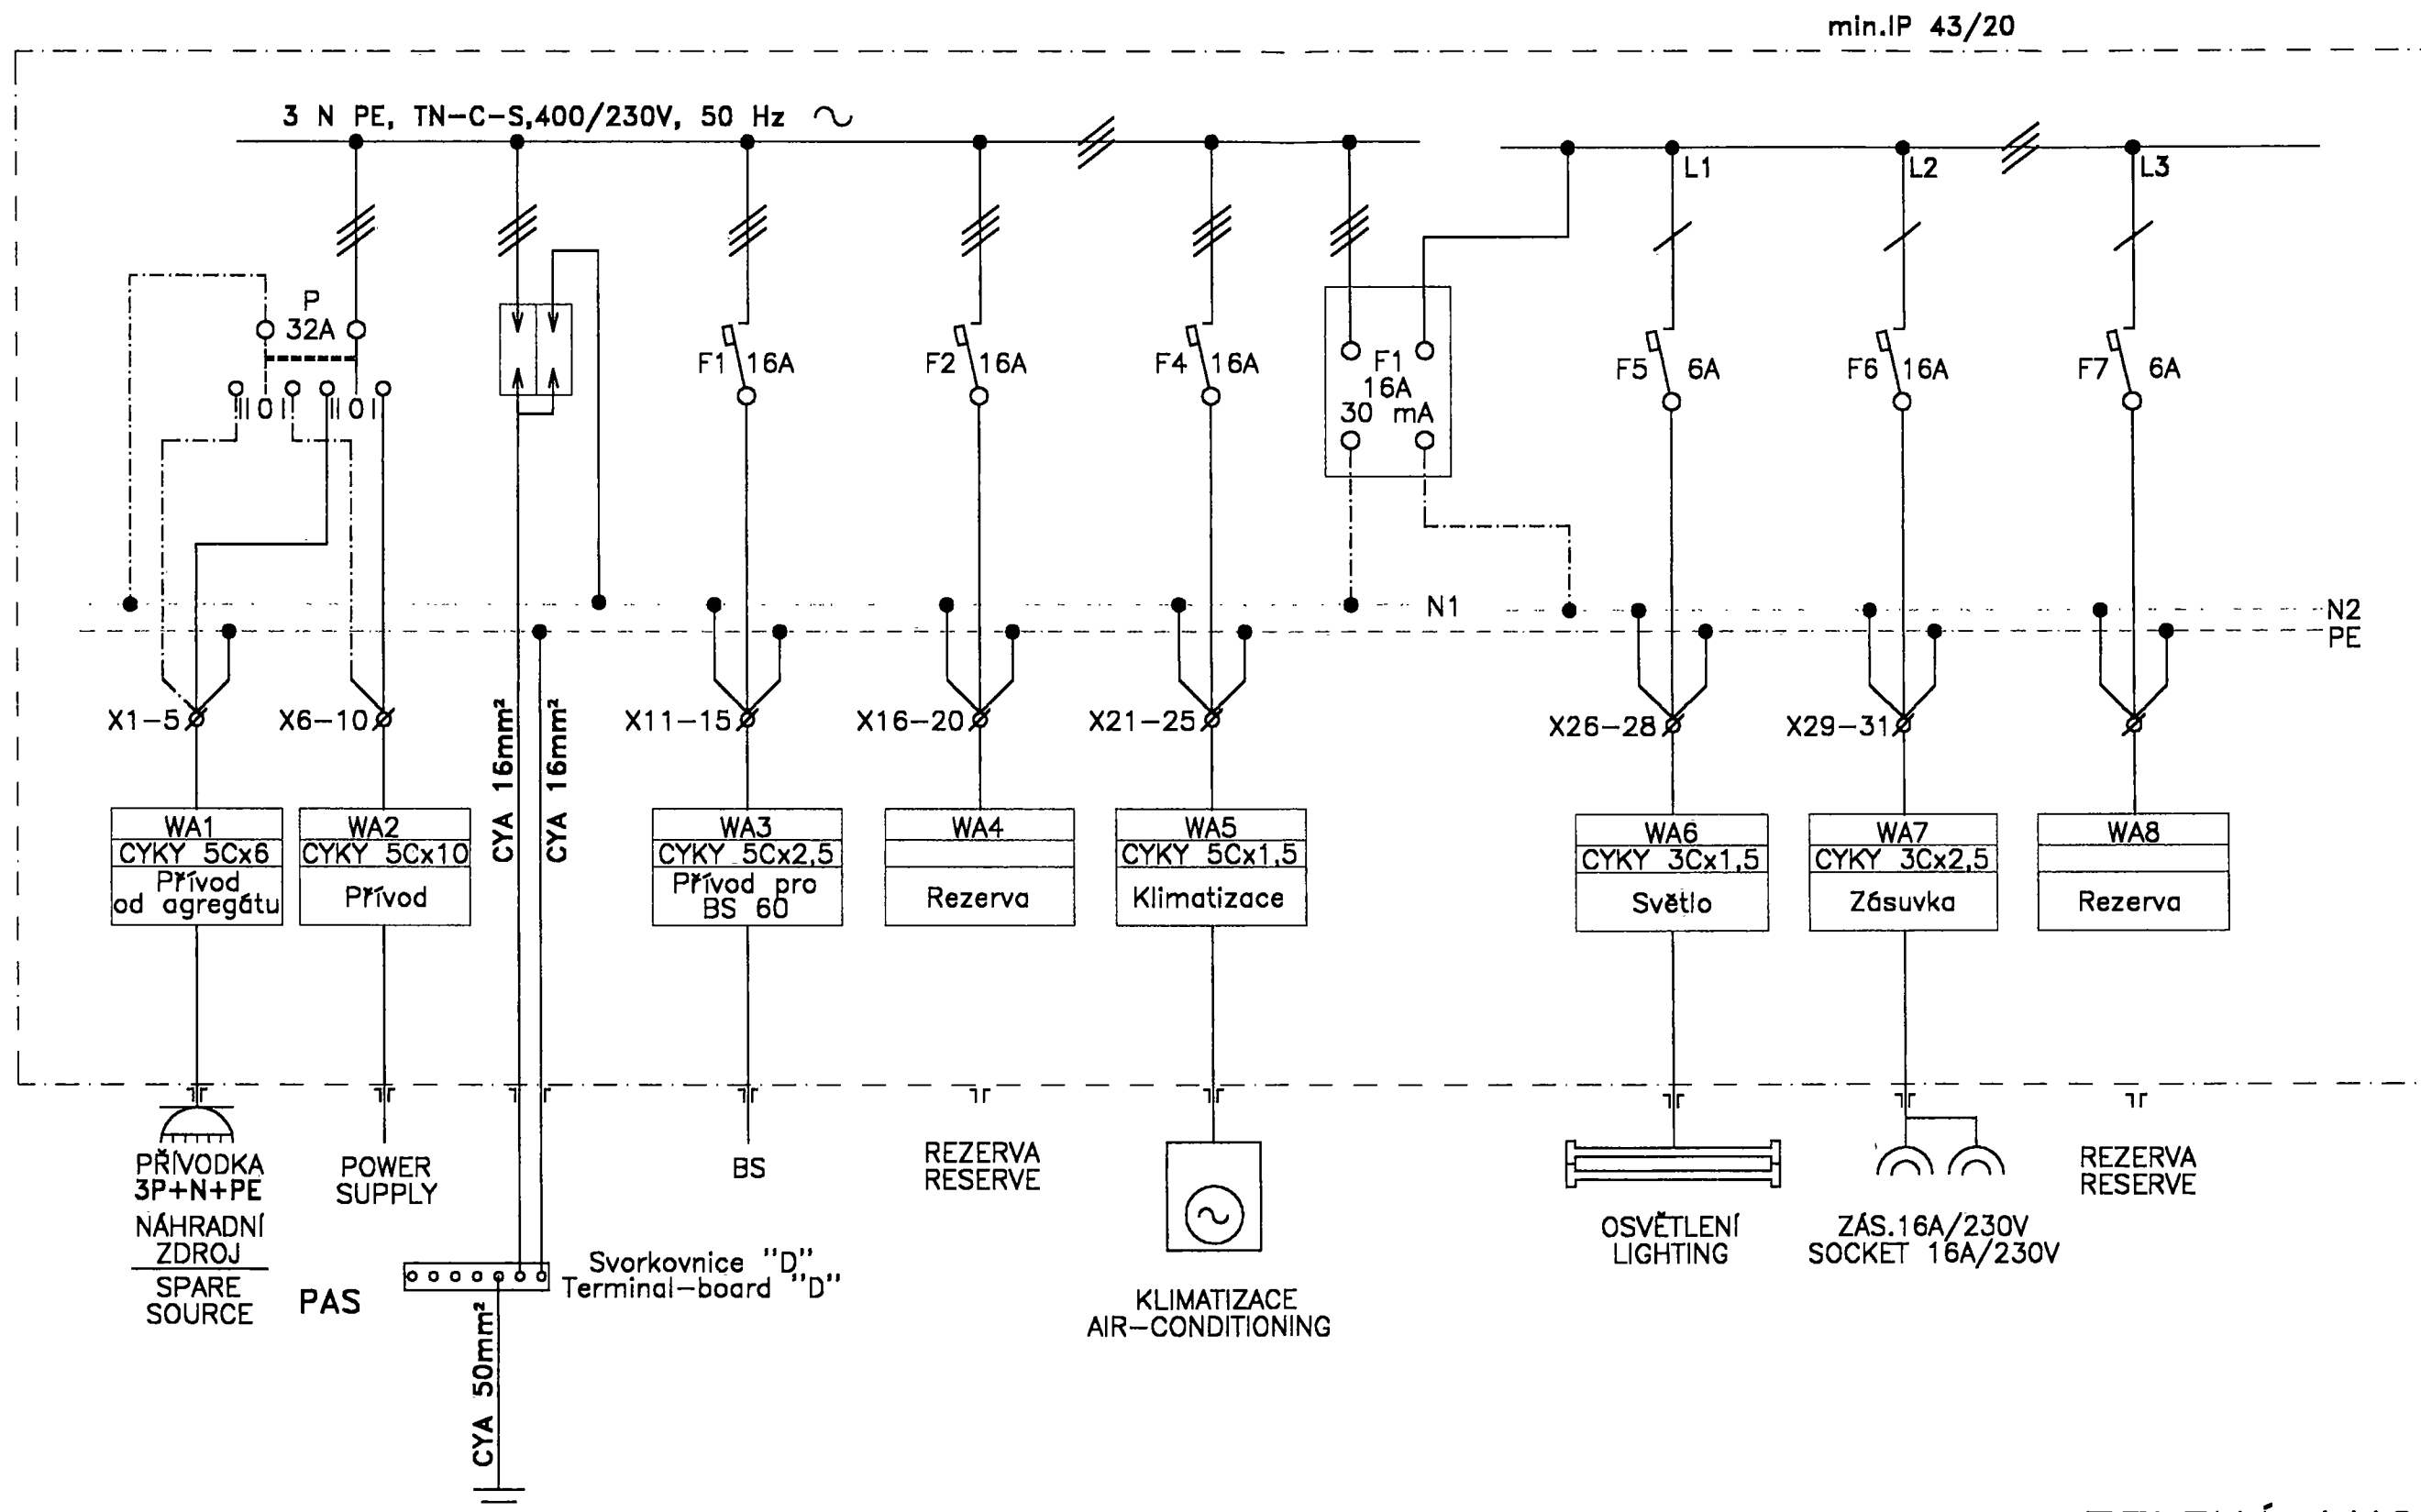 min.IP 43/20
3 N PE, TN-C-S,400/230V, 50 Hz
L1
L2
L3
P
32A
II 0 I
II 0 I
F1 16A
F2 16A
F4 16A
F1
16A
30 mA
F5 6A
F6 16A
F7 6A
N1
N2
PE
X1-5
X6-10
X11-15
X16-20
X21-25
X26-28
X29-31
CYA 16mm²
CYA 16mm²
WA1
CYKY 5Cx6
Přívod
od agregátu
WA2
CYKY 5Cx10
Přívod
WA3
CYKY 5Cx2,5
Přívod pro
BS 60
WA4
Rezerva
WA5
CYKY 5Cx1,5
Klimatizace
WA6
CYKY 3Cx1,5
Světlo
WA7
CYKY 3Cx2,5
Zásuvka
WA8
Rezerva
PŘÍVODKA
3P+N+PE
NÁHRADNÍ
ZDROJ
SPARE
SOURCE
POWER
SUPPLY
PAS
Svorkovnice "D"
Terminal-board "D"
CYA 50mm²
BS
REZERVA
RESERVE
KLIMATIZACE
AIR-CONDITIONING
OSVĚTLENÍ
LIGHTING
ZÁS.16A/230V
SOCKET 16A/230V
REZERVA
RESERVE